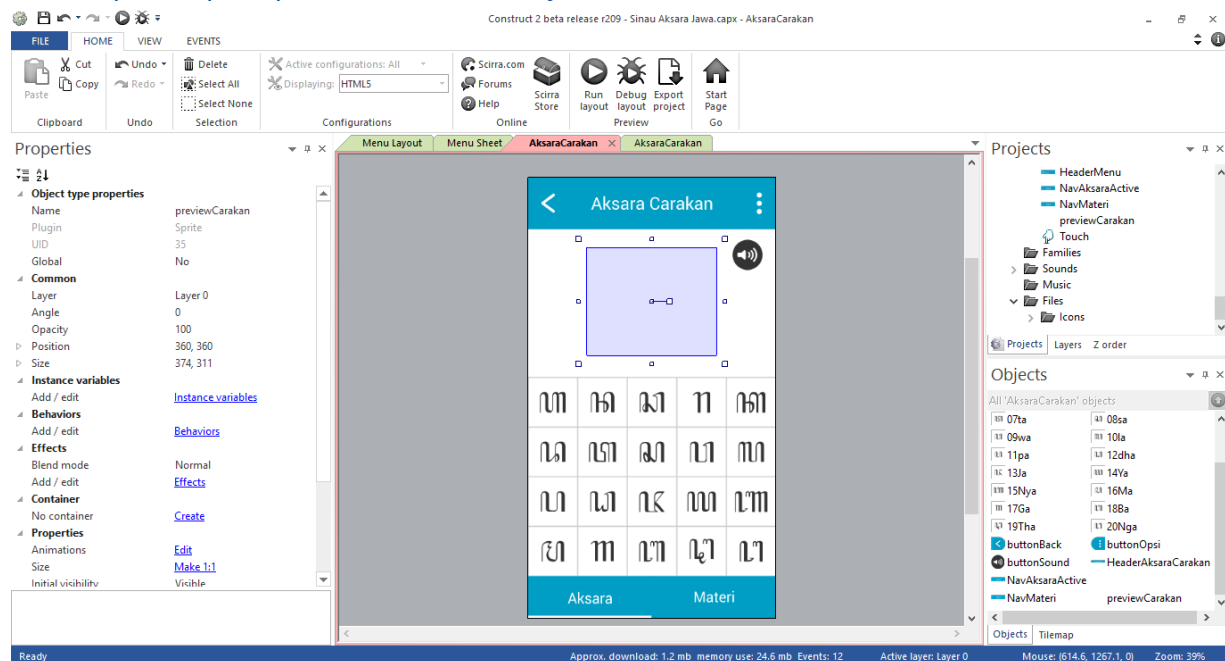 Construct 2 beta release r209 - Sinau Aksara Jawa.capx - AksaraCarakan
FILE HOME VIEW EVENTS
Paste
Cut
Copy
Clipboard
Undo
Redo
Undo
Delete
Select All
Select None
Selection
Active configurations: All
Displaying: HTML5
Configurations
Scirra.com
Forums
Help
Scirra Store
Online
Run layout
Debug layout
Export project
Preview
Start Page
Go
Properties
Object type properties
Name previewCarakan
Plugin Sprite
UID 35
Global No
Common
Layer Layer 0
Angle 0
Opacity 100
Position 360, 360
Size 374, 311
Instance variables
Add / edit Instance variables
Behaviors
Add / edit Behaviors
Effects
Blend mode Normal
Add / edit Effects
Container
No container Create
Properties
Animations Edit
Size Make 1:1
Initial visibility Visible
Menu Layout Menu Sheet AksaraCarakan × AksaraCarakan
Aksara Carakan
ꦲ ꦤ ꦕ ꦫ ꦏ
ꦢ ꦠ ꦱ ꦮ ꦭ
ꦥ ꦝ ꦗ ꦪ ꦚ
ꦩ ꦒ ꦧ ꦛ ꦔ
Aksara Materi
Projects
HeaderMenu
NavAksaraActive
NavMateri
previewCarakan
Touch
Families
Sounds
Music
Files
Icons
Projects Layers Z order
Objects
All 'AksaraCarakan' objects
07ta 08sa
09wa 10la
11pa 12dha
13Ja 14Ya
15Nya 16Ma
17Ga 18Ba
19Tha 20Nga
buttonBack buttonOpsi
buttonSound HeaderAksaraCarakan
NavAksaraActive
NavMateri previewCarakan
Objects Tilemap
Ready Approx. download: 1.2 mb memory use: 24.6 mb Events: 12 Active layer: Layer 0 Mouse: (614.6, 1267.1, 0) Zoom: 39%